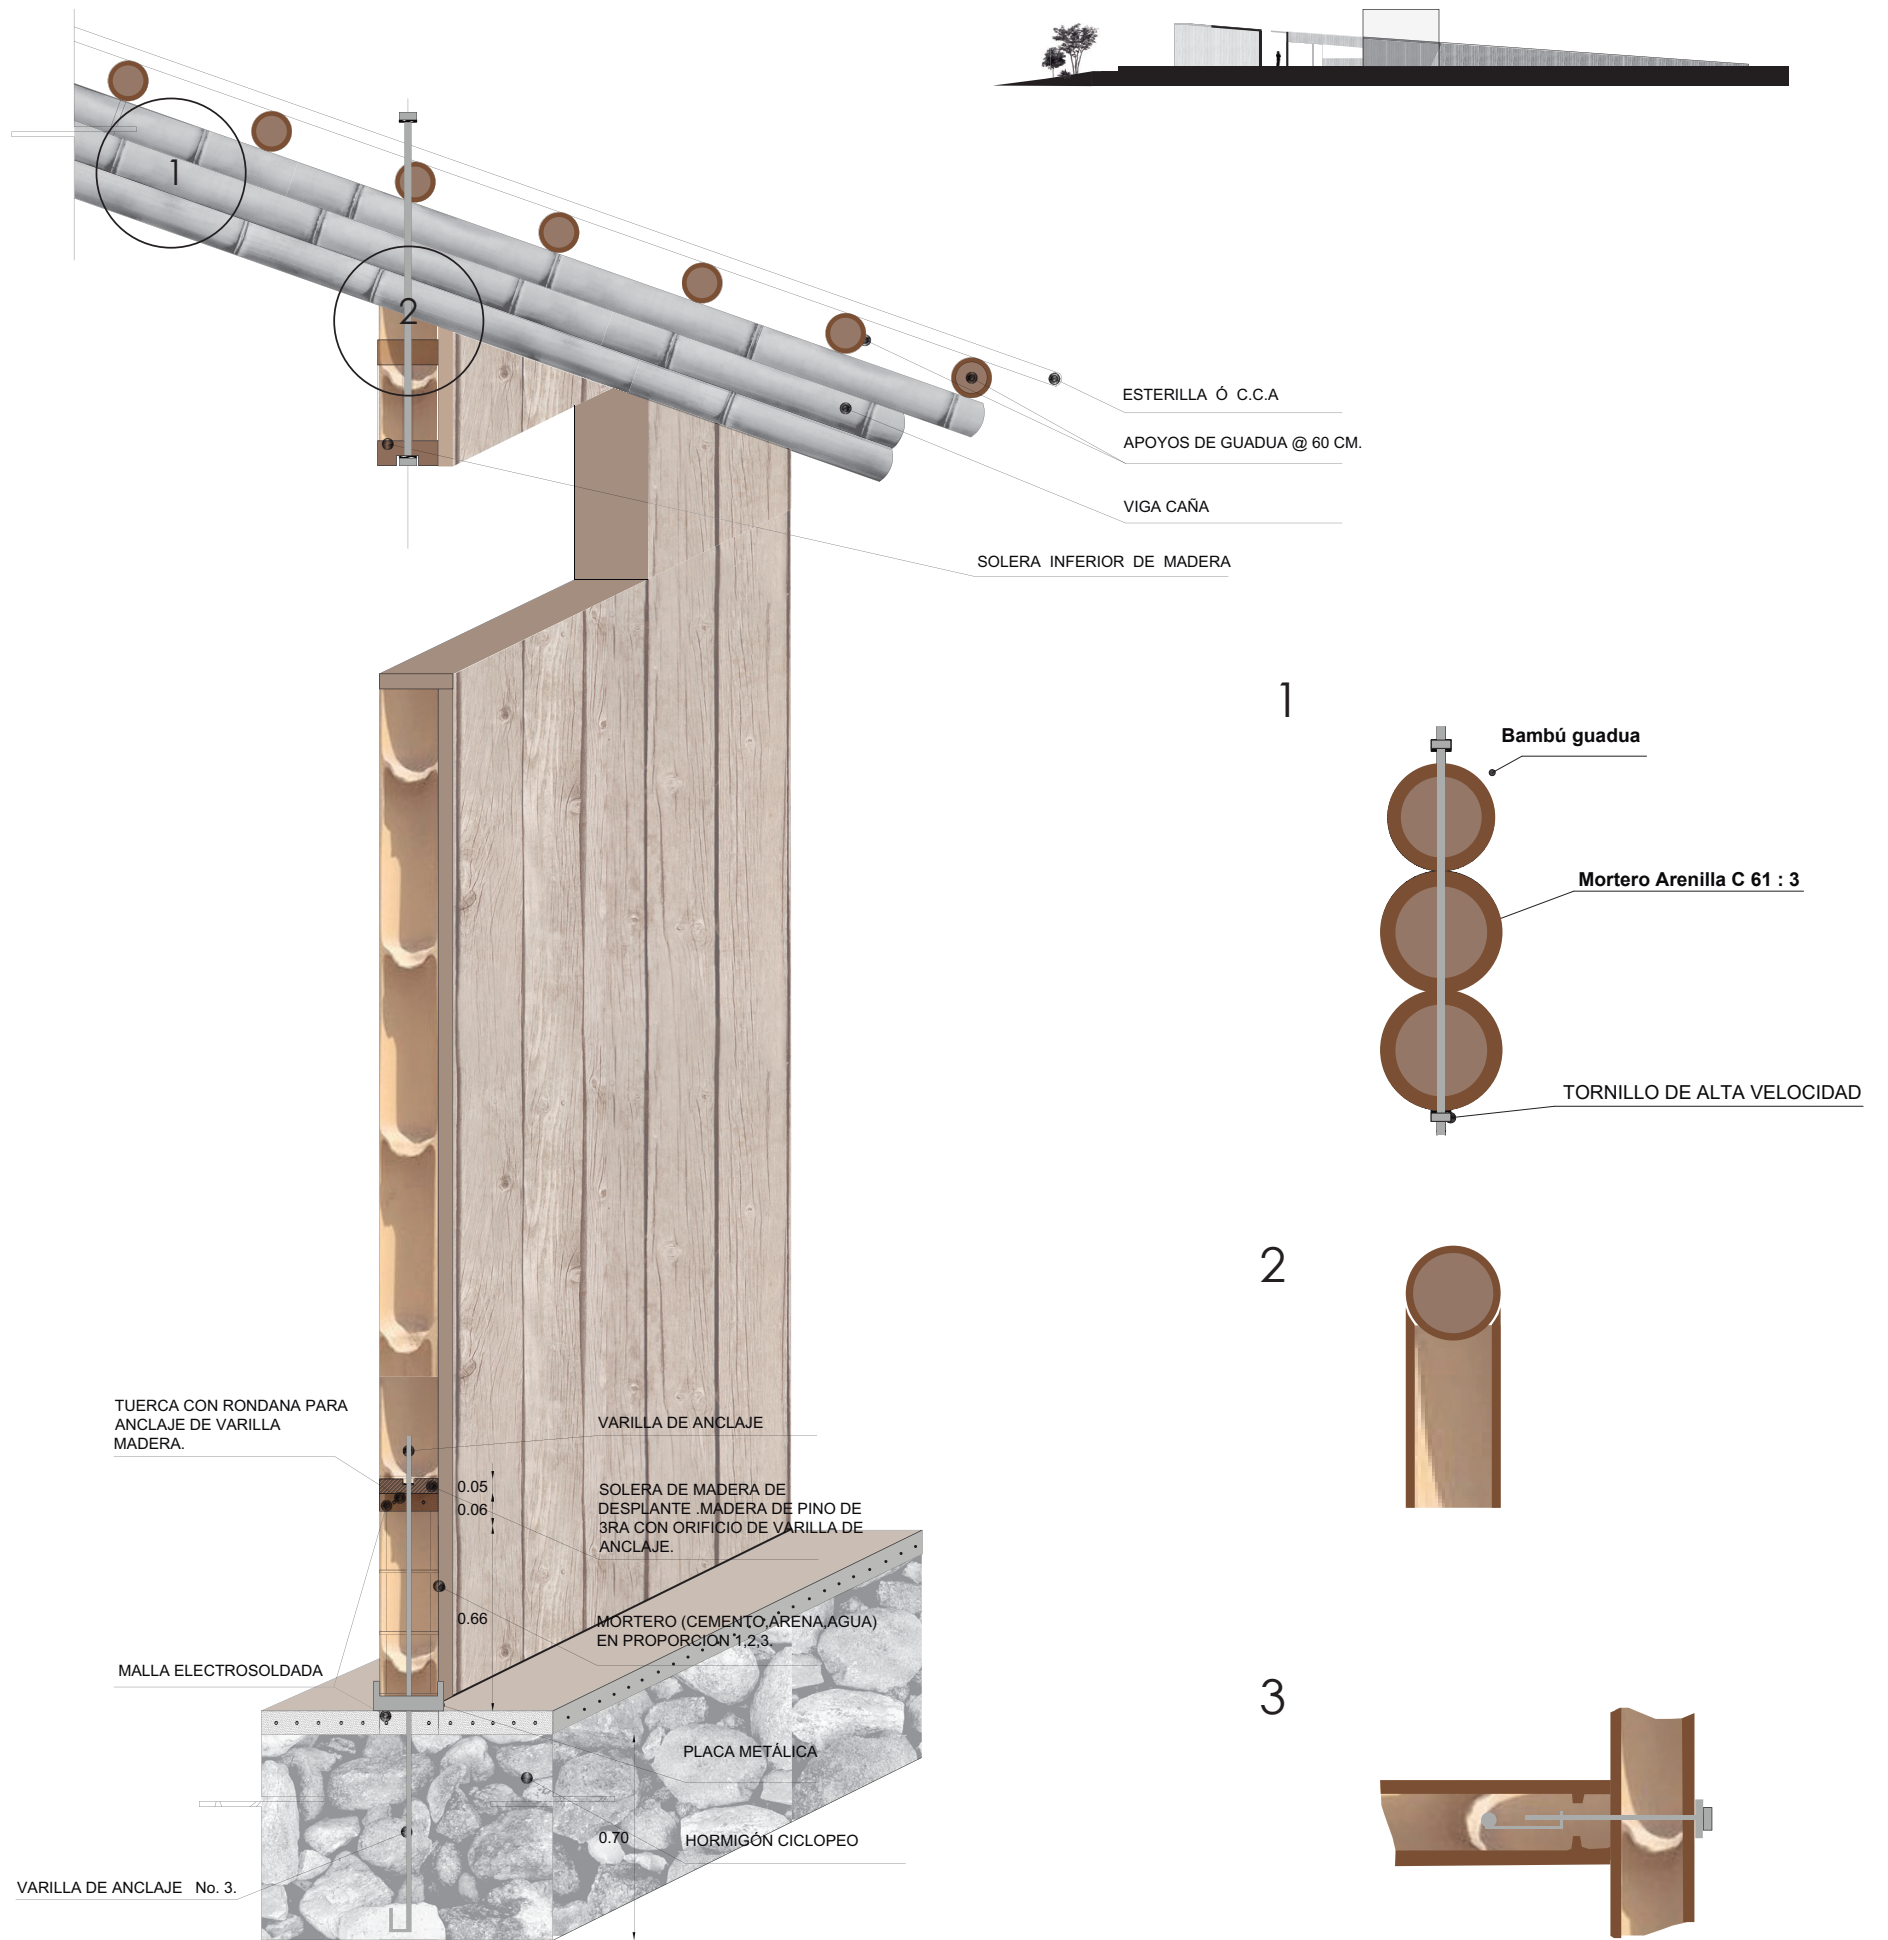 1
2
ESTERILLA Ó C.C.A
APOYOS DE GUADUA @ 60 CM.
VIGA CAÑA
SOLERA INFERIOR DE MADERA
1
Bambú guadua
Mortero Arenilla C 61 : 3
TORNILLO DE ALTA VELOCIDAD
2
3
TUERCA CON RONDANA PARA
ANCLAJE DE VARILLA
MADERA.
VARILLA DE ANCLAJE
0.05
0.06
SOLERA DE MADERA DE
DESPLANTE .MADERA DE PINO DE
3RA CON ORIFICIO DE VARILLA DE
ANCLAJE.
0.66
MORTERO (CEMENTO,ARENA,AGUA)
EN PROPORCION 1,2,3.
MALLA ELECTROSOLDADA
PLACA METÁLICA
0.70
HORMIGÓN CICLOPEO
VARILLA DE ANCLAJE No. 3.